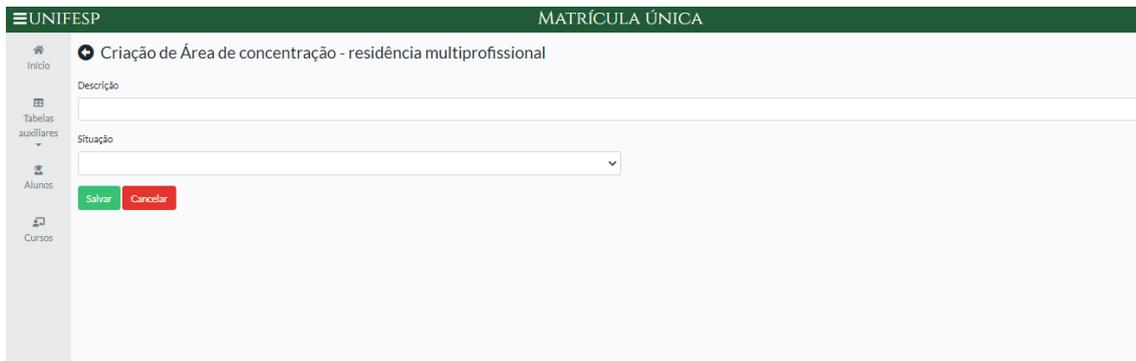 UNIFESP
MATRÍCULA ÚNICA
Início
Tabelas
auxiliares
Alunos
Cursos
Criação de Área de concentração - residência multiprofissional
Descrição
Situação
Salvar
Cancelar